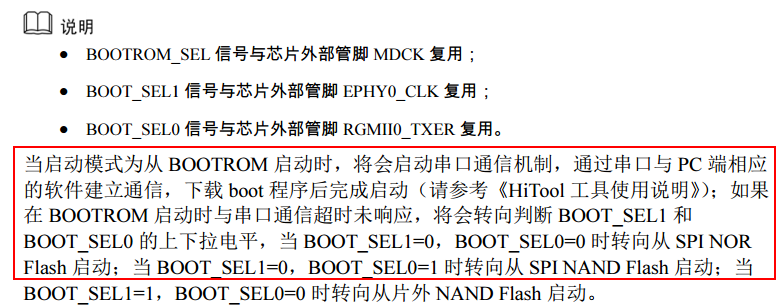 说明
● BOOTROM_SEL 信号与芯片外部管脚 MDCK 复用；
● BOOT_SEL1 信号与芯片外部管脚 EPHY0_CLK 复用；
● BOOT_SEL0 信号与芯片外部管脚 RGMII0_TXER 复用。
当启动模式为从 BOOTROM 启动时，将会启动串口通信机制，通过串口与 PC 端相应
的软件建立通信，下载 boot 程序后完成启动（请参考《HiTool 工具使用说明》）；如果
在 BOOTROM 启动时与串口通信超时未响应，将会转向判断 BOOT_SEL1 和
BOOT_SEL0 的上下拉电平，当 BOOT_SEL1=0，BOOT_SEL0=0 时转向从 SPI NOR
Flash 启动；当 BOOT_SEL1=0，BOOT_SEL0=1 时转向从 SPI NAND Flash 启动；当
BOOT_SEL1=1，BOOT_SEL0=0 时转向从片外 NAND Flash 启动。